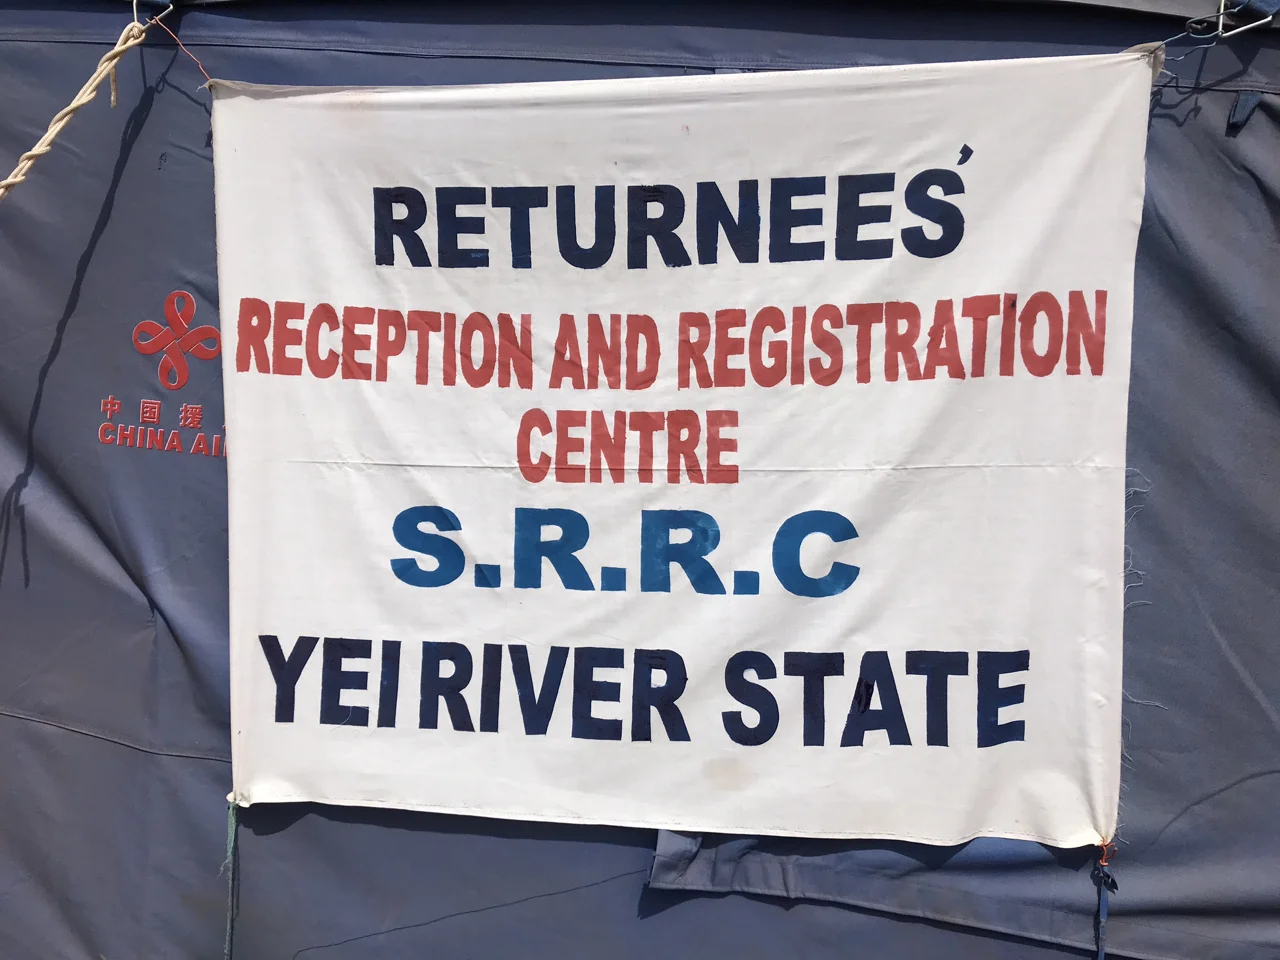 RETURNEES'
RECEPTION AND REGISTRATION
CENTRE
S.R.R.C
YEI RIVER STATE
中国援
CHINA AI